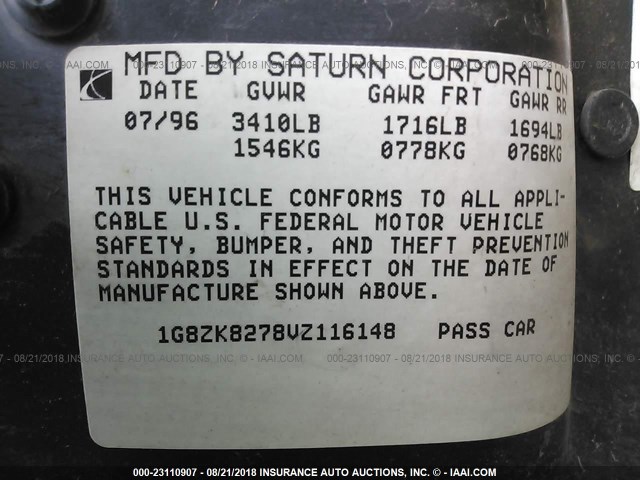 MFD BY SATURN CORPORATION
DATE GVWR GAWR FRT GAWR RR
07/96 3410LB 1716LB 1694LB
1546KG 0778KG 0768KG
THIS VEHICLE CONFORMS TO ALL APPLI-
CABLE U.S. FEDERAL MOTOR VEHICLE
SAFETY, BUMPER, AND THEFT PREVENTION
STANDARDS IN EFFECT ON THE DATE OF
MANUFACTURE SHOWN ABOVE.
1G8ZK8278VZ116148 PASS CAR
000-23110907 - 08/21/2018 INSURANCE AUTO AUCTIONS, INC. - © IAAI.COM